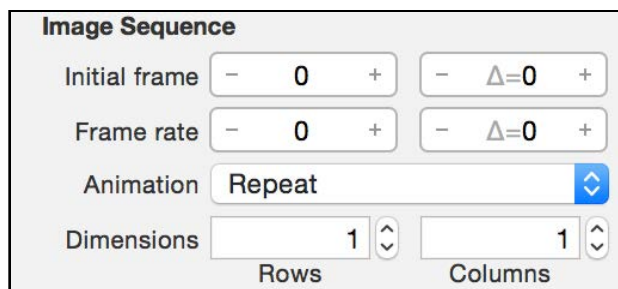 Image Sequence
Initial frame - 0 + - Δ=0 +
Frame rate - 0 + - Δ=0 +
Animation Repeat
Dimensions 1 1
Rows Columns